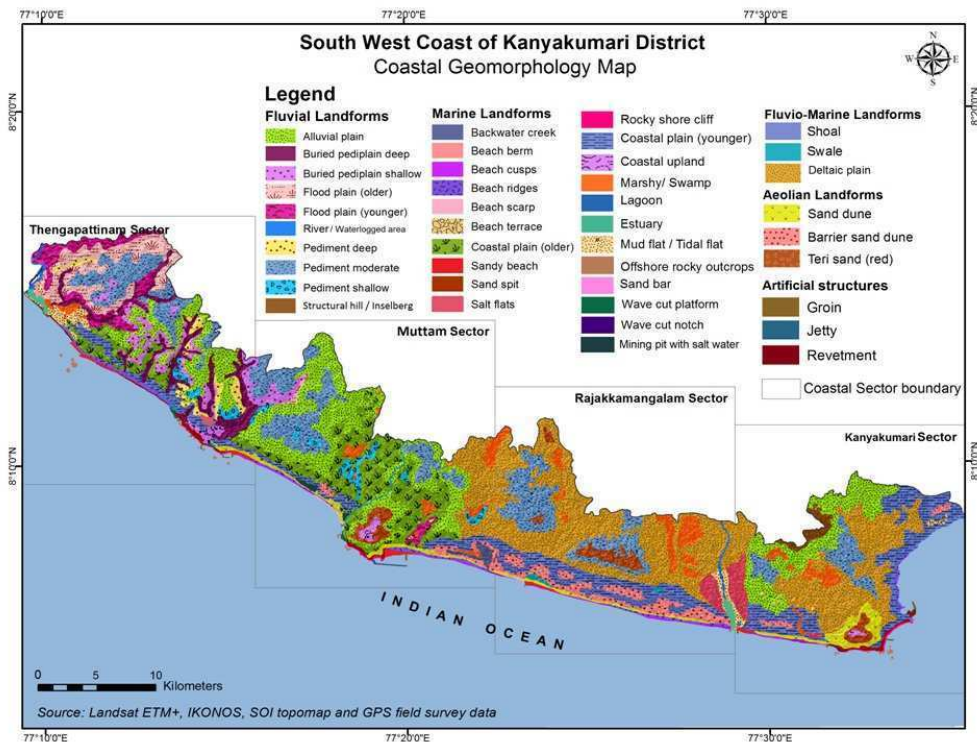 77°10'0"E
77°20'0"E
77°30'0"E
South West Coast of Kanyakumari District
Coastal Geomorphology Map
N
W
E
S
8°20'0"N
8°20'0"N
Legend
Fluvial Landforms
Alluvial plain
Buried pediplain deep
Buried pediplain shallow
Flood plain (older)
Flood plain (younger)
River / Waterlogged area
Pediment deep
Pediment moderate
Pediment shallow
Structural hill / Inselberg
Marine Landforms
Backwater creek
Beach berm
Beach cusps
Beach ridges
Beach scarp
Beach terrace
Coastal plain (older)
Sandy beach
Sand spit
Salt flats
Rocky shore cliff
Coastal plain (younger)
Coastal upland
Marshy/ Swamp
Lagoon
Estuary
Mud flat / Tidal flat
Offshore rocky outcrops
Sand bar
Wave cut platform
Wave cut notch
Mining pit with salt water
Fluvio-Marine Landforms
Shoal
Swale
Deltaic plain
Aeolian Landforms
Sand dune
Barrier sand dune
Teri sand (red)
Artificial structures
Groin
Jetty
Revetment
Coastal Sector boundary
Thengapattinam Sector
Muttam Sector
Rajakkamangalam Sector
Kanyakumari Sector
8°10'0"N
8°10'0"N
INDIAN OCEAN
0 5 10
Kilometers
Source: Landsat ETM+, IKONOS, SOI topomap and GPS field survey data
77°10'0"E
77°20'0"E
77°30'0"E